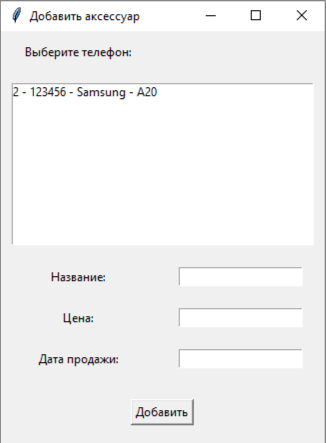 Добавить аксессуар
Выберите телефон:
2 - 123456 - Samsung - A20
Название:
Цена:
Дата продажи:
Добавить